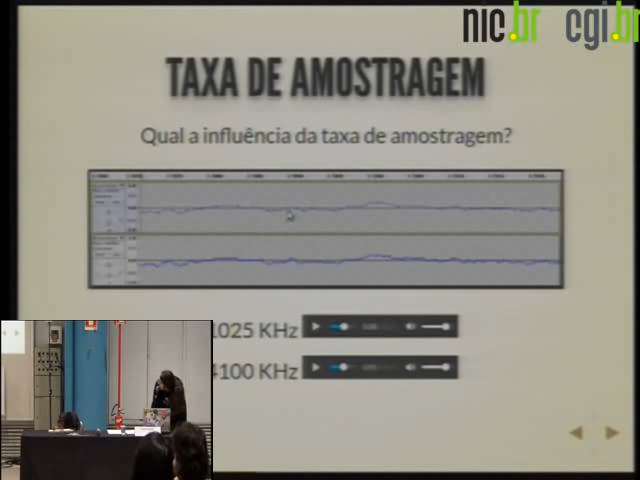 nic.br cgi.br
TAXA DE AMOSTRAGEM
Qual a influência da taxa de amostragem?
1025 KHz
4100 KHz